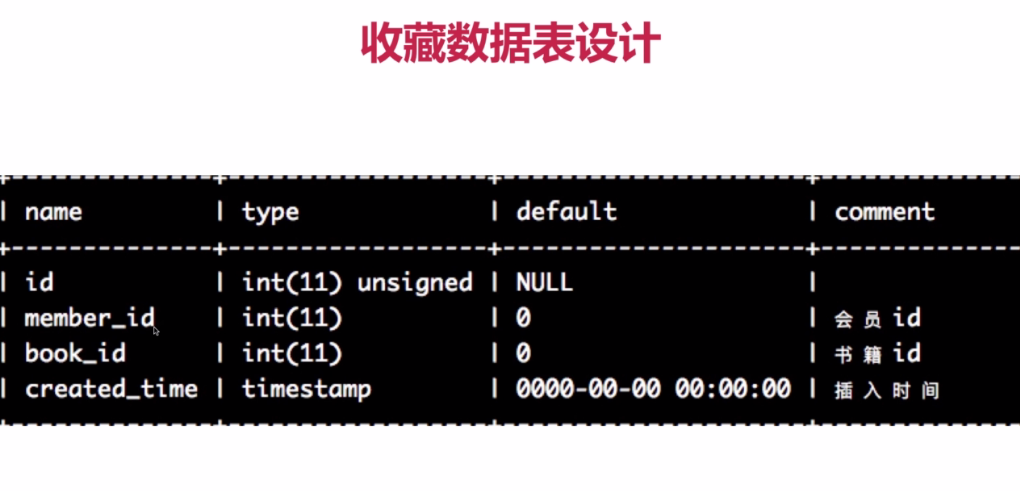 收藏数据表设计
| name | type | default | comment
| id | int(11) unsigned | NULL |
| member_id | int(11) | 0 | 会员id
| book_id | int(11) | 0 | 书籍id
| created_time | timestamp | 0000-00-00 00:00:00 | 插入时间